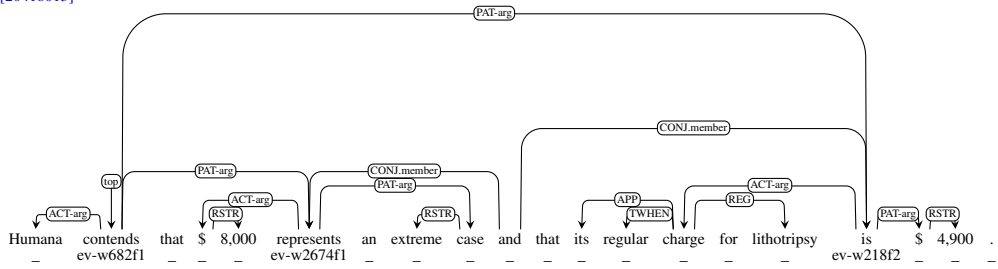 PAT-arg
CONJ.member
PAT-arg CONJ.member
top PAT-arg ACT-arg
ACT-arg APP REG
ACT-arg RSTR RSTR TWHEN PAT-arg RSTR
Humana contends that $ 8,000 represents an extreme case and that its regular charge for lithotripsy is $ 4,900 .
_ ev-w682f1 _ _ _ ev-w2674f1 _ _ _ _ _ _ _ _ _ _ ev-w218f2 _ _ _